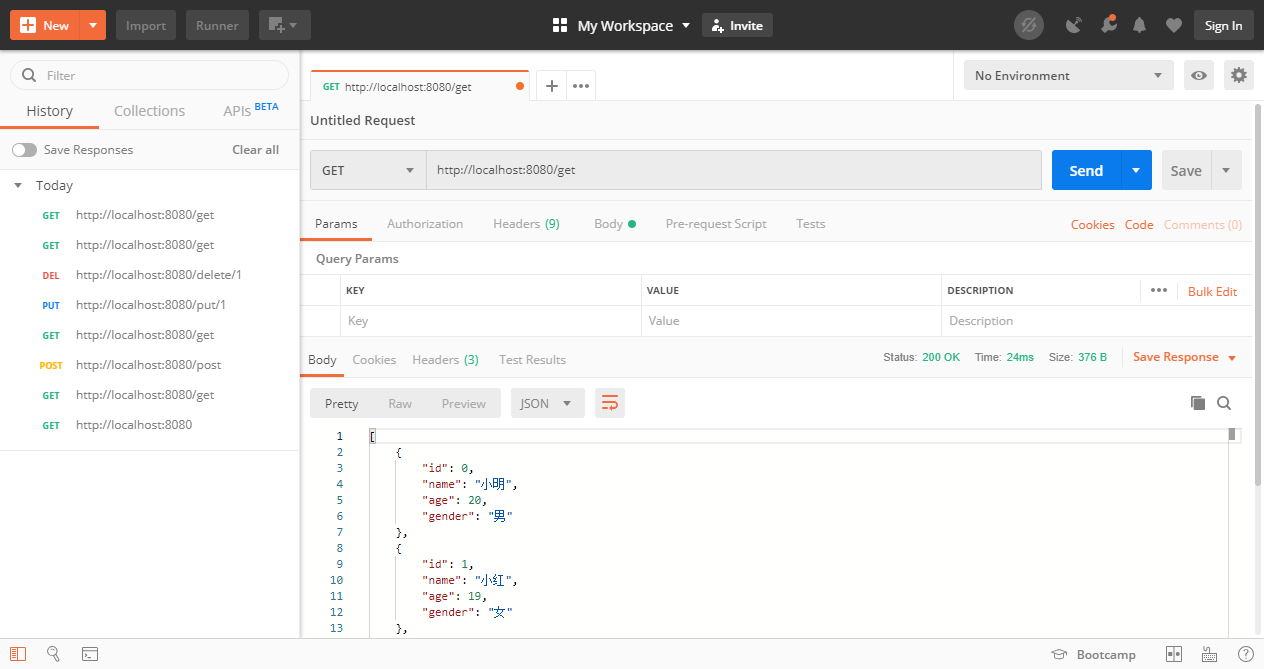 New Import Runner My Workspace Invite Sign In
Filter
History Collections APIs BETA
Save Responses Clear all
Today
GET http://localhost:8080/get
GET http://localhost:8080/get
DEL http://localhost:8080/delete/1
PUT http://localhost:8080/put/1
GET http://localhost:8080/get
POST http://localhost:8080/post
GET http://localhost:8080/get
GET http://localhost:8080
GET http://localhost:8080/get
No Environment
Untitled Request
GET http://localhost:8080/get Send Save
Params Authorization Headers (9) Body Pre-request Script Tests Cookies Code Comments (0)
Query Params
KEY VALUE DESCRIPTION Bulk Edit
Key Value Description
Body Cookies Headers (3) Test Results Status: 200 OK Time: 24ms Size: 376 B Save Response
Pretty Raw Preview JSON
1 [
2 {
3 "id": 0,
4 "name": "小明",
5 "age": 20,
6 "gender": "男"
7 },
8 {
9 "id": 1,
10 "name": "小红",
11 "age": 19,
12 "gender": "女"
13 },
Bootcamp